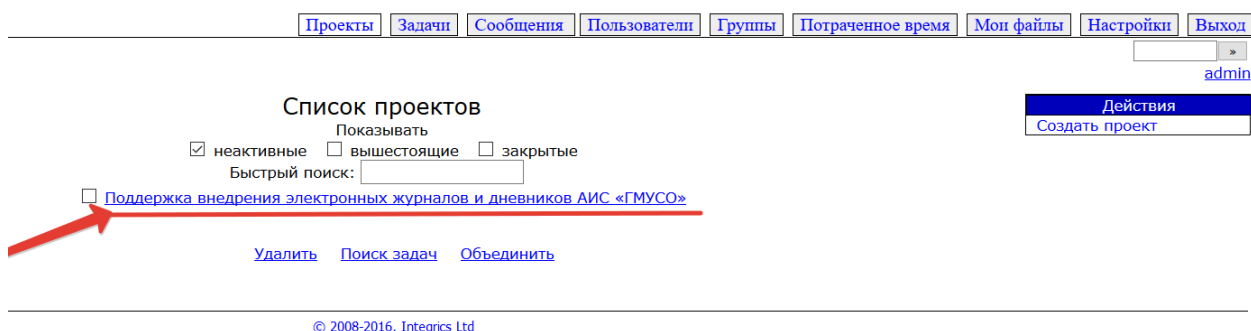 Проекты Задачи Сообщения Пользователи Группы Потраченное время Мои файлы Настройки Выход
»
admin
Список проектов
Действия
Показывать
Создать проект
неактивные вышестоящие закрытые
Быстрый поиск:
Поддержка внедрения электронных журналов и дневников АИС «ГМУСО»
Удалить Поиск задач Объединить
© 2008-2016, Integrics Ltd